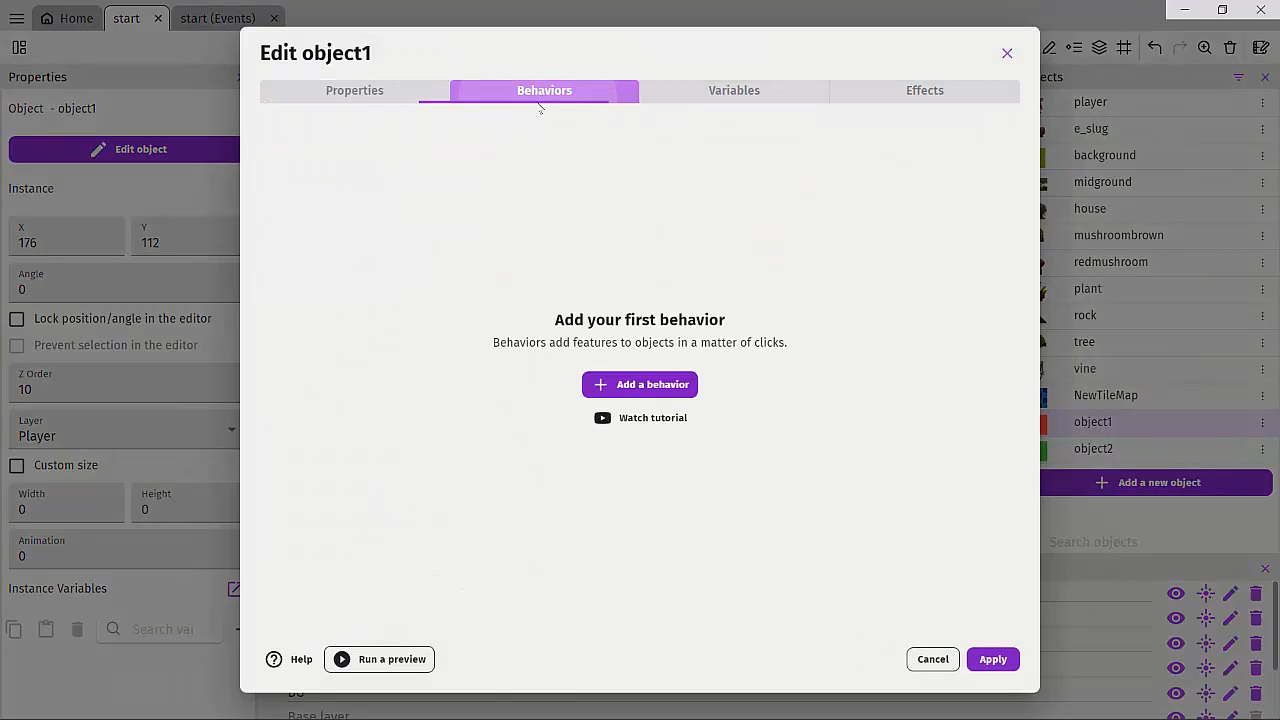 Home
start
start (Events)
Properties
Object - object1
Edit object
Instance
X
176
Y
112
Angle
0
Lock position/angle in the editor
Prevent selection in the editor
Z Order
10
Layer
Player
Custom size
Width
0
Height
0
Animation
0
Instance Variables
Search var
Edit object1
Properties
Behaviors
Variables
Effects
Add your first behavior
Behaviors add features to objects in a matter of clicks.
Add a behavior
Watch tutorial
Help
Run a preview
Cancel
Apply
player
e_slug
background
midground
house
mushroombrown
redmushroom
plant
rock
tree
vine
NewTileMap
object1
object2
Add a new object
Search objects
Base layer